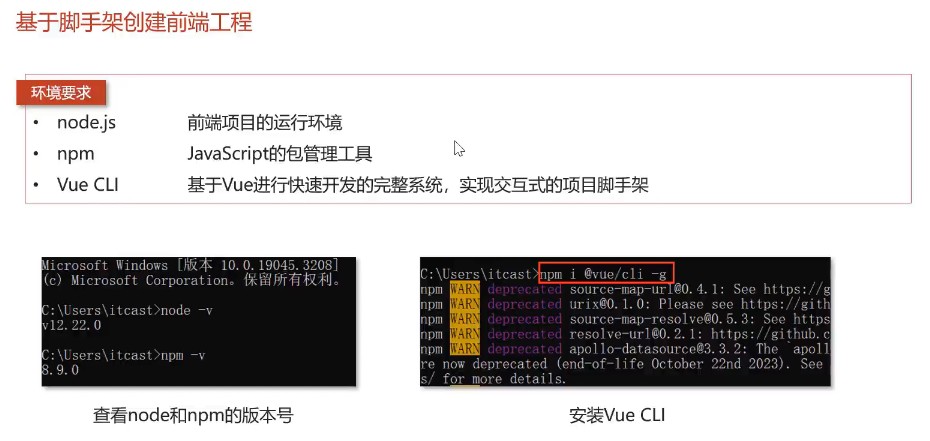 基于脚手架创建前端工程
环境要求
• node.js 前端项目的运行环境
• npm JavaScript的包管理工具
• Vue CLI 基于Vue进行快速开发的完整系统，实现交互式的项目脚手架
Microsoft Windows [版本 10.0.19045.3208]
(c) Microsoft Corporation。保留所有权利。
C:\Users\itcast>node -v
v12.22.0
C:\Users\itcast>npm -v
8.9.0
查看node和npm的版本号
C:\Users\itcast>npm i @vue/cli -g
npm WARN deprecated source-map-url@0.4.1: See https://g
npm WARN deprecated urix@0.1.0: Please see https://gith
npm WARN deprecated source-map-resolve@0.5.3: See https
npm WARN deprecated resolve-url@0.2.1: https://github.c
npm WARN deprecated apollo-datasource@3.3.2: The `apoll
re now deprecated (end-of-life October 22nd 2023). See
s/ for more details.
安装Vue CLI